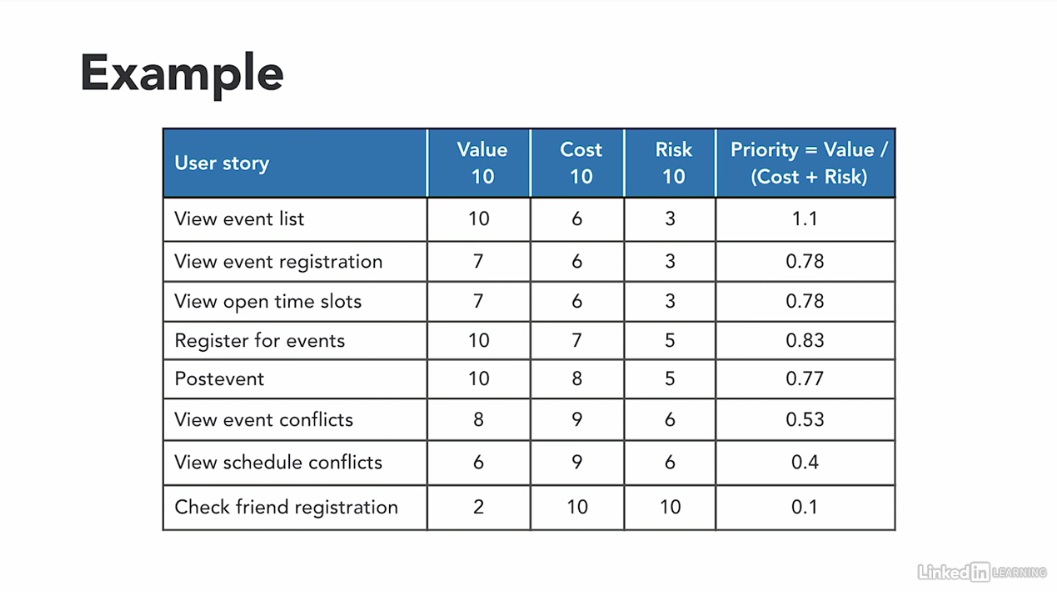 Example
User story Value 10 Cost 10 Risk 10 Priority = Value / (Cost + Risk)
View event list 10 6 3 1.1
View event registration 7 6 3 0.78
View open time slots 7 6 3 0.78
Register for events 10 7 5 0.83
Postevent 10 8 5 0.77
View event conflicts 8 9 6 0.53
View schedule conflicts 6 9 6 0.4
Check friend registration 2 10 10 0.1
Linked in LEARNING